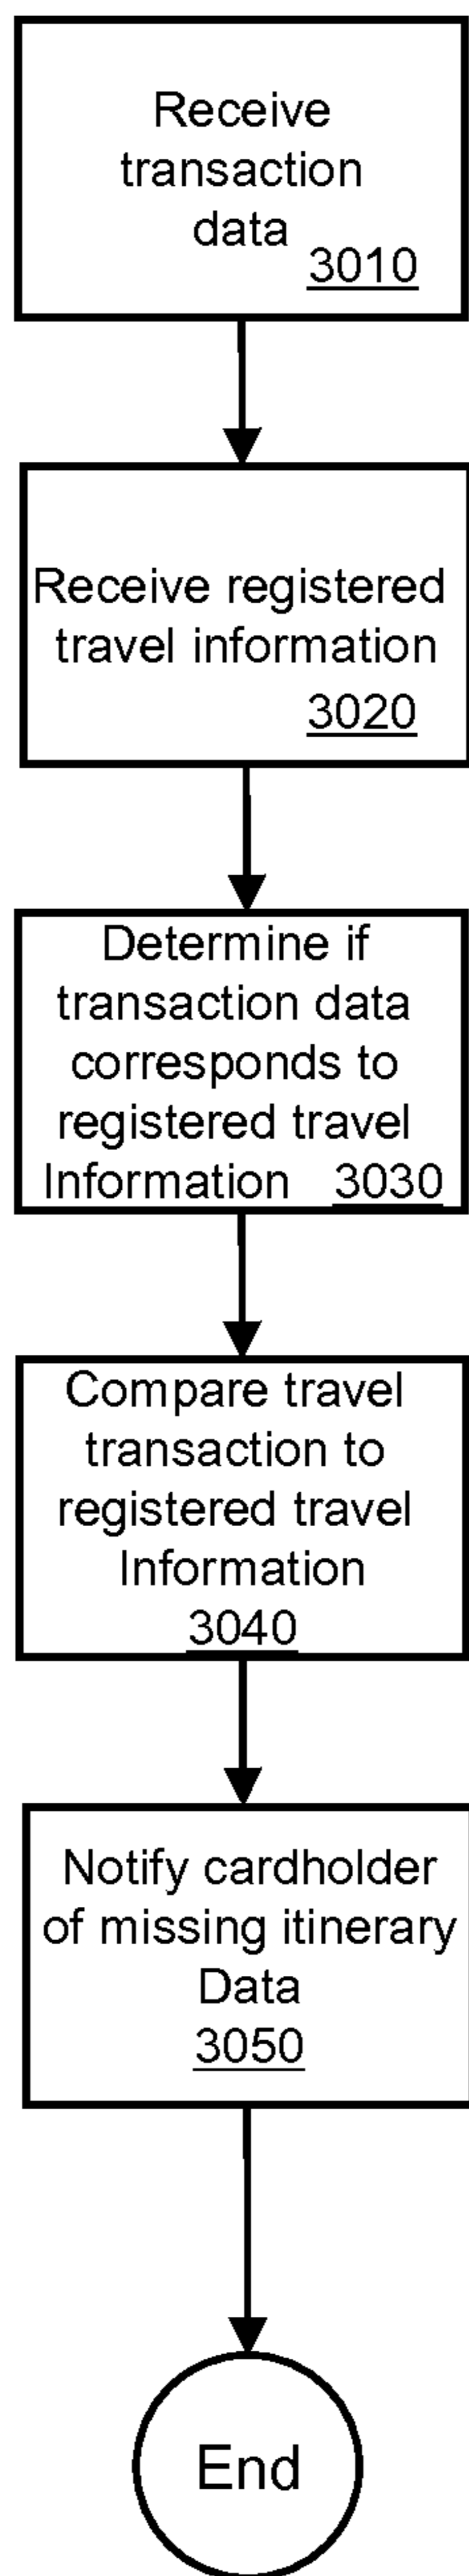 Receive
transaction
data 3010
Receive registered
travel information
3020
Determine if
transaction data
corresponds to
registered travel
Information 3030
Compare travel
transaction to
registered travel
Information
3040
Notify cardholder
of missing itinerary
Data
3050
End